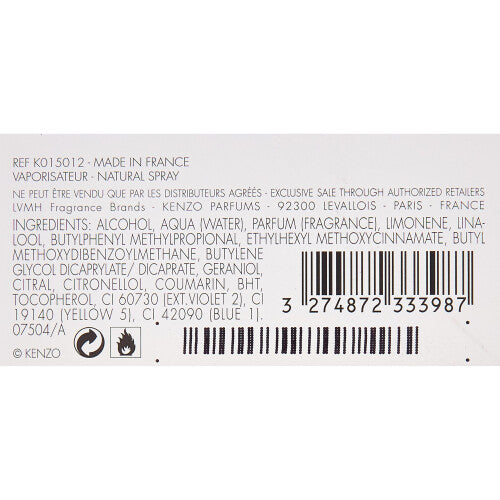 REF K015012 - MADE IN FRANCE
VAPORISATEUR - NATURAL SPRAY
NE PEUT ÊTRE VENDU QUE PAR LES DISTRIBUTEURS AGRÉÉS - EXCLUSIVE SALE THROUGH AUTHORIZED RETAILERS
LVMH Fragrance Brands - KENZO PARFUMS - 92300 LEVALLOIS - PARIS - FRANCE
INGREDIENTS: ALCOHOL, AQUA (WATER), PARFUM (FRAGRANCE), LIMONENE, LINA-
LOOL, BUTYLPHENYL METHYLPROPIONAL, ETHYLHEXYL METHOXYCINNAMATE, BUTYL
METHOXYDIBENZOYLMETHANE, BUTYLENE
GLYCOL DICAPRYLATE/ DICAPRATE, GERANIOL,
CITRAL, CITRONELLOL, COUMARIN, BHT,
TOCOPHEROL, CI 60730 (EXT.VIOLET 2), CI
19140 (YELLOW 5), CI 42090 (BLUE 1).
07504/A
3 274872 333987
© KENZO